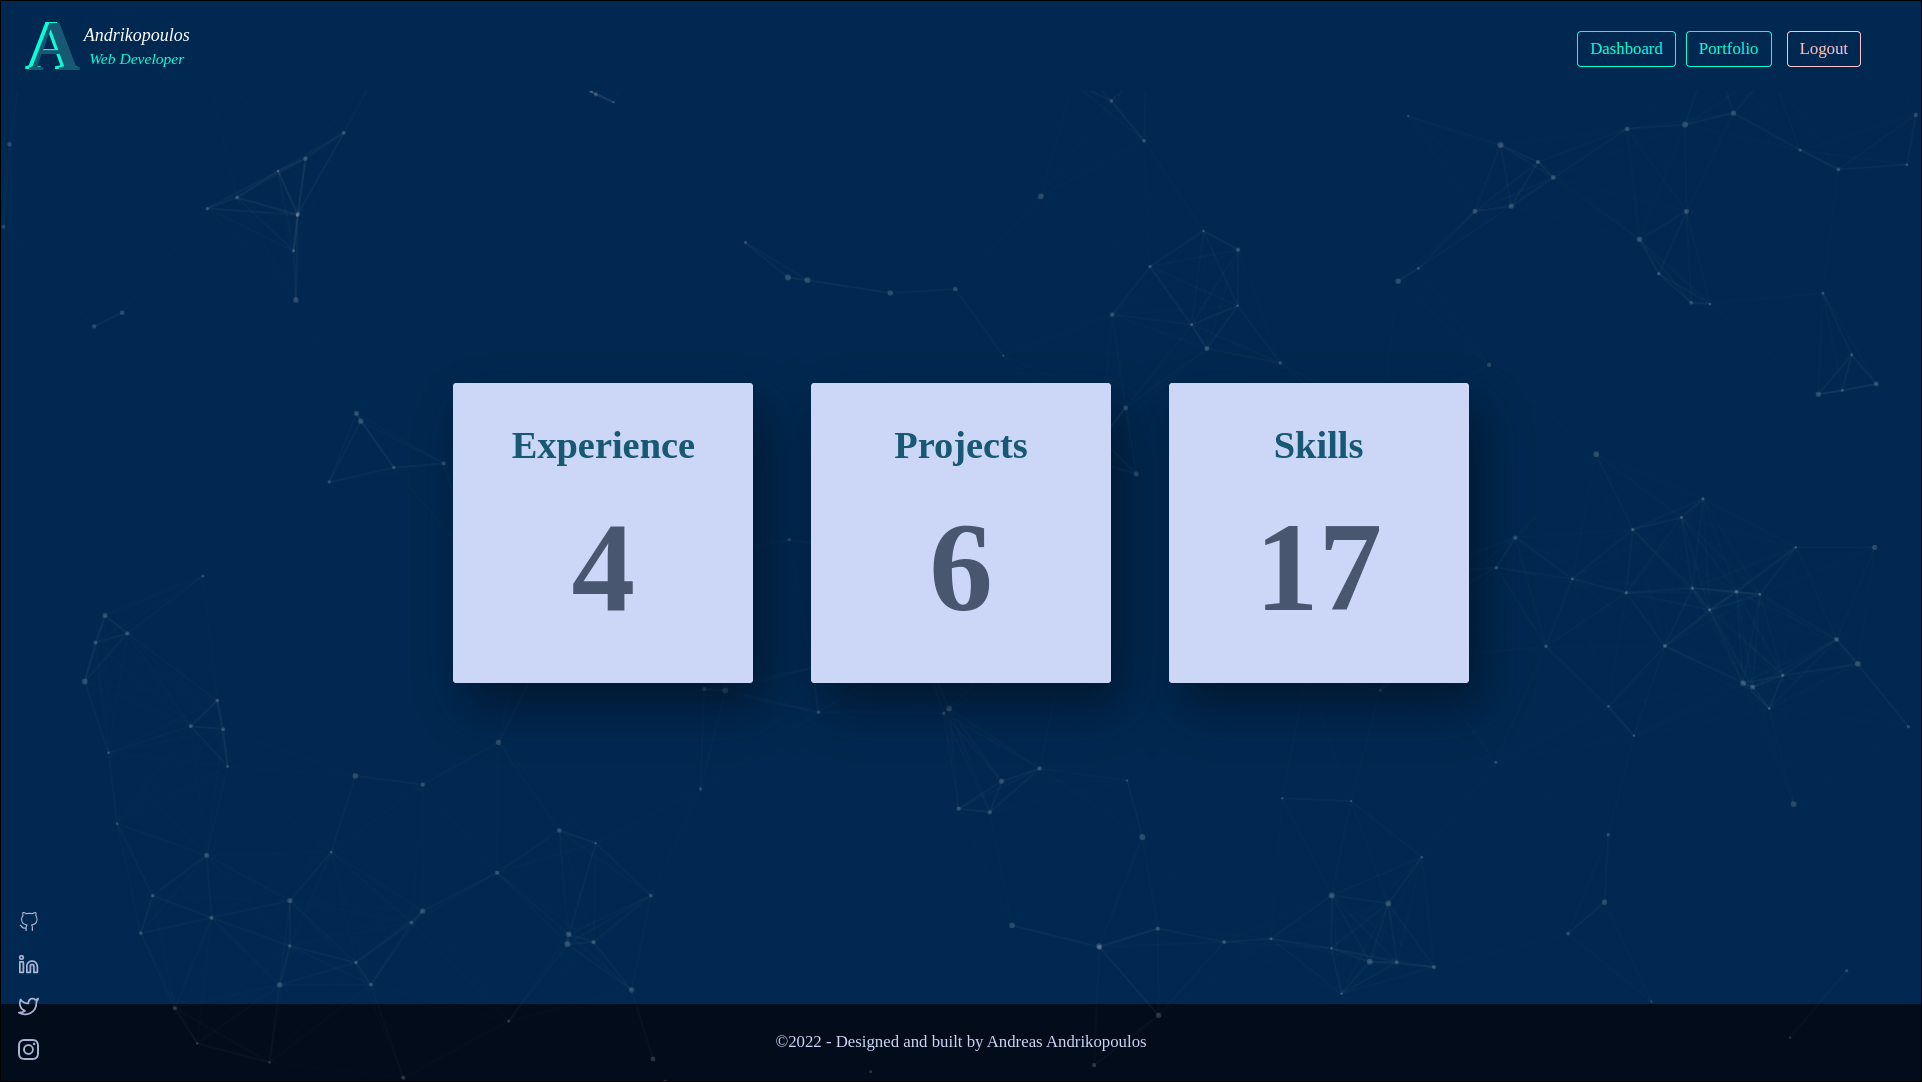 A
Andrikopoulos
Web Developer
Dashboard
Portfolio
Logout
Experience
4
Projects
6
Skills
17
©2022 - Designed and built by Andreas Andrikopoulos